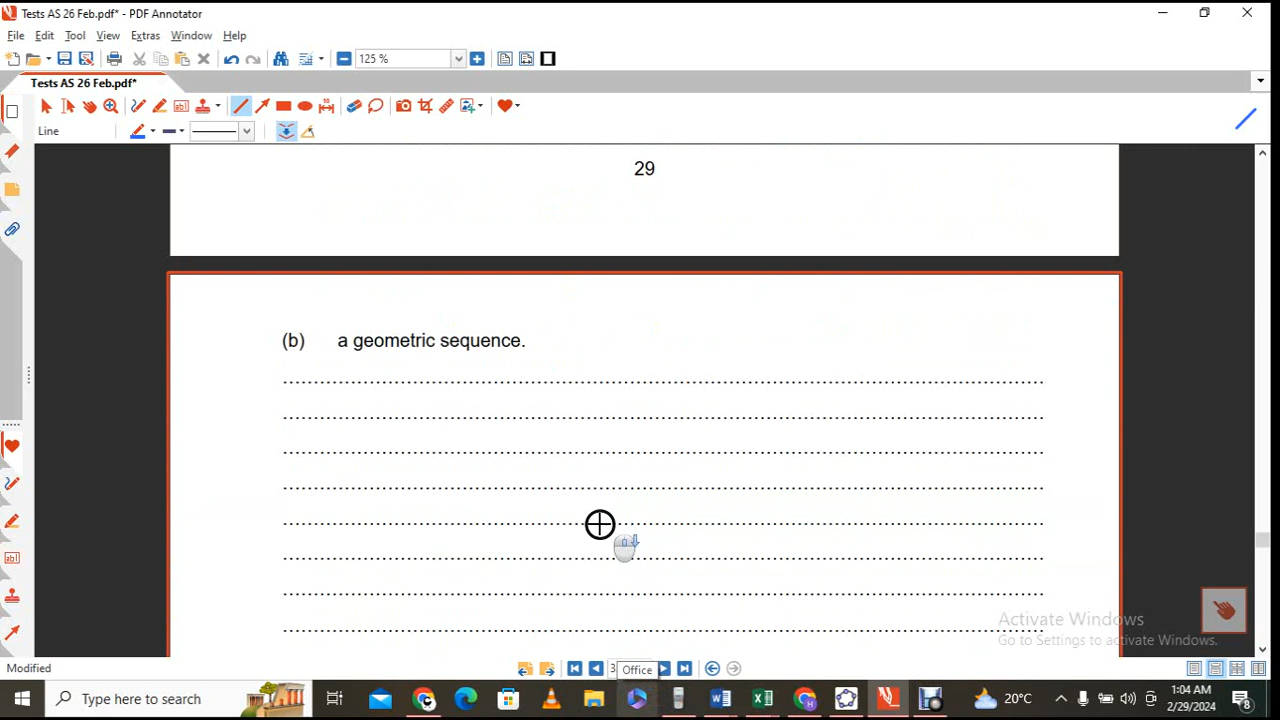 Tests AS 26 Feb.pdf* - PDF Annotator
File Edit Tool View Extras Window Help
125 %
Tests AS 26 Feb.pdf*
Line
29
(b) a geometric sequence.
................................................................
................................................................
................................................................
................................................................
................................................................
................................................................
................................................................
................................................................
Activate Windows
Go to Settings to activate Windows.
Modified
3
Office
Type here to search
20°C
1:04 AM
2/29/2024
8